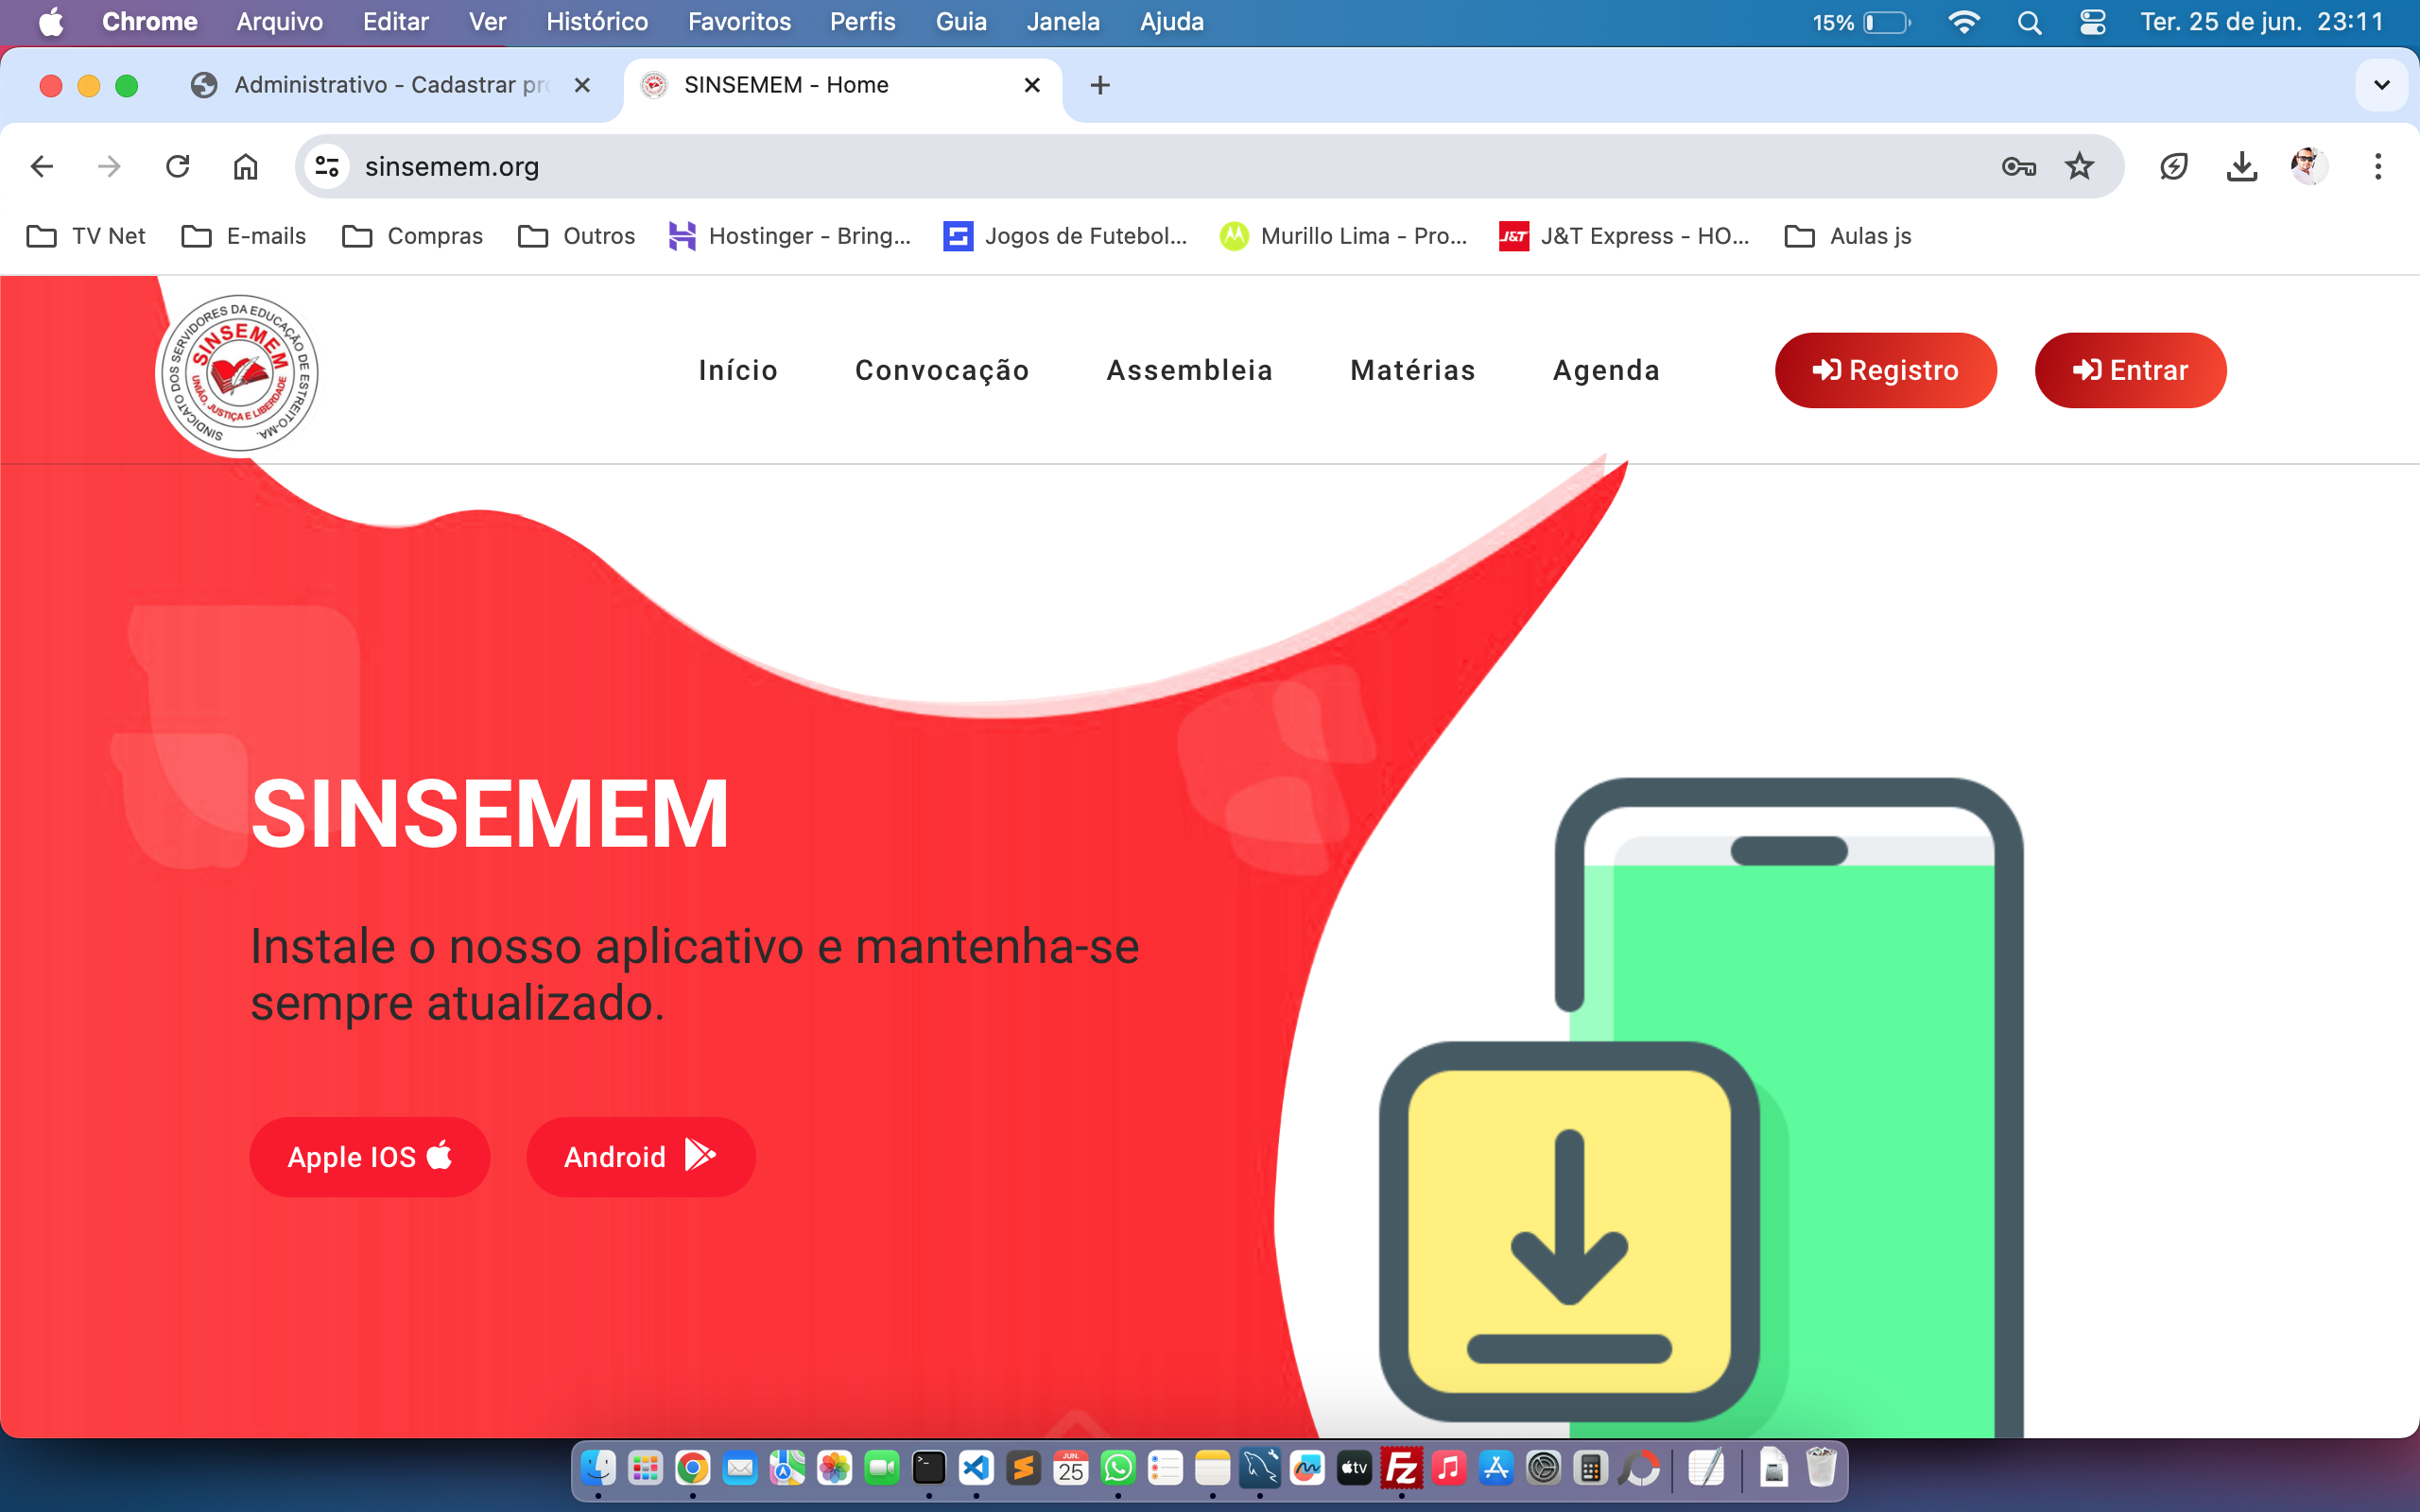 Chrome Arquivo Editar Ver Histórico Favoritos Perfis Guia Janela Ajuda 15% Ter. 25 de jun. 23:11
Administrativo - Cadastrar pr SINSEMEM - Home
sinsemem.org
TV Net E-mails Compras Outros Hostinger - Bring... Jogos de Futebol... Murillo Lima - Pro... J&T J&T Express - HO... Aulas js
SINDICATO DOS SERVIDORES DA EDUCAÇÃO DE ESTREITO-MA.
SINSEMEM
UNIÃO, JUSTIÇA E LIBERDADE
Início Convocação Assembleia Matérias Agenda Registro Entrar
SINSEMEM
Instale o nosso aplicativo e mantenha-se
sempre atualizado.
Apple IOS Android
JUN. 25 tv Fz